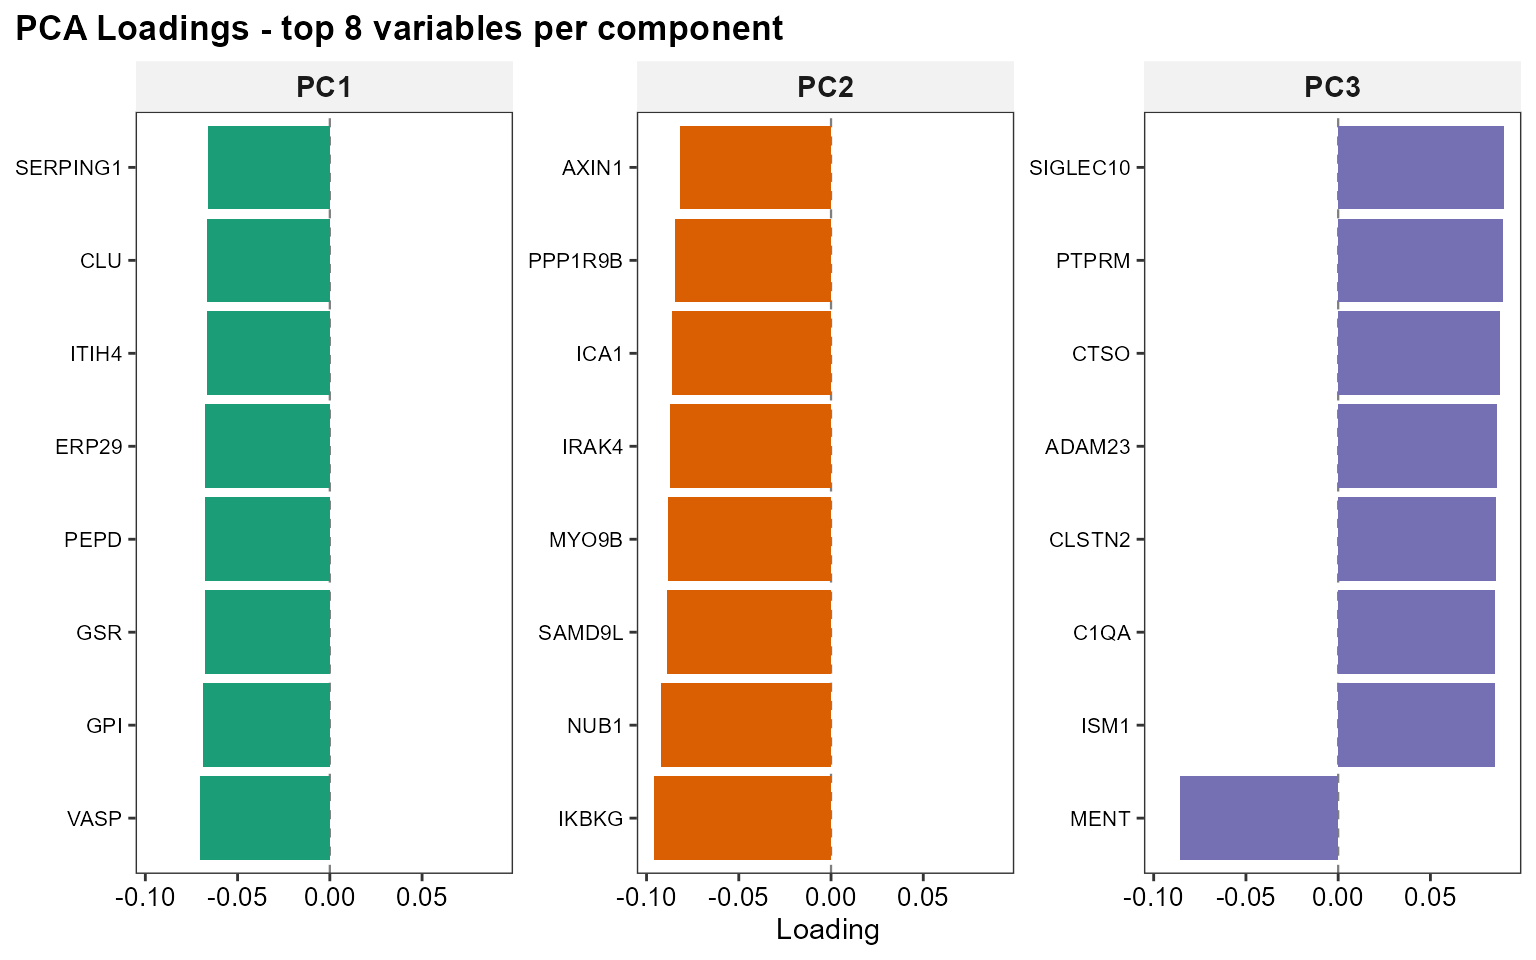 PCA Loadings - top 8 variables per component
PC1
SERPING1
CLU
ITIH4
ERP29
PEPD
GSR
GPI
VASP
-0.10 -0.05 0.00 0.05
PC2
AXIN1
PPP1R9B
ICA1
IRAK4
MYO9B
SAMD9L
NUB1
IKBKG
-0.10 -0.05 0.00 0.05
PC3
SIGLEC10
PTPRM
CTSO
ADAM23
CLSTN2
C1QA
ISM1
MENT
-0.10 -0.05 0.00 0.05
Loading